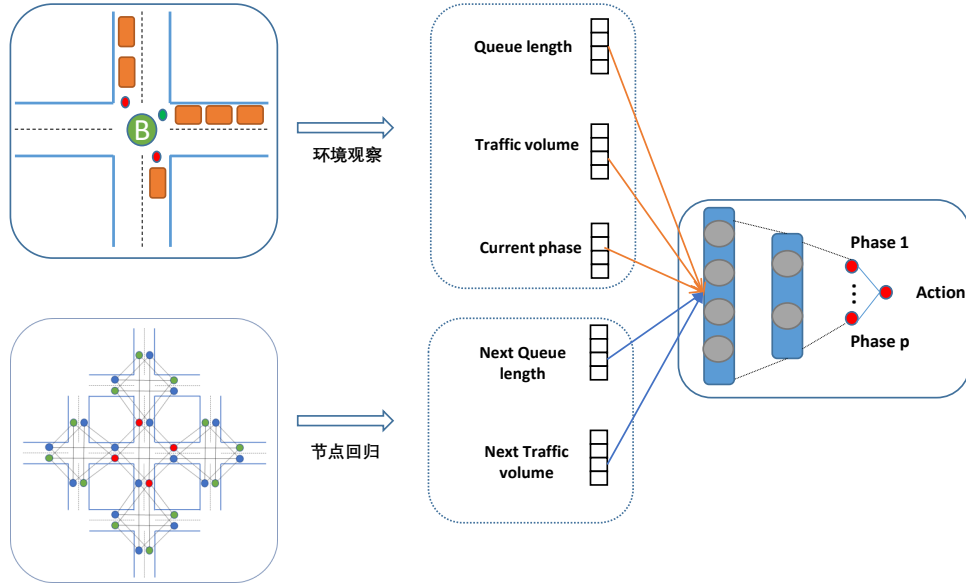 B
环境观察
Queue length
Traffic volume
Current phase
Phase 1
Phase p
Action
节点回归
Next Queue
length
Next Traffic
volume